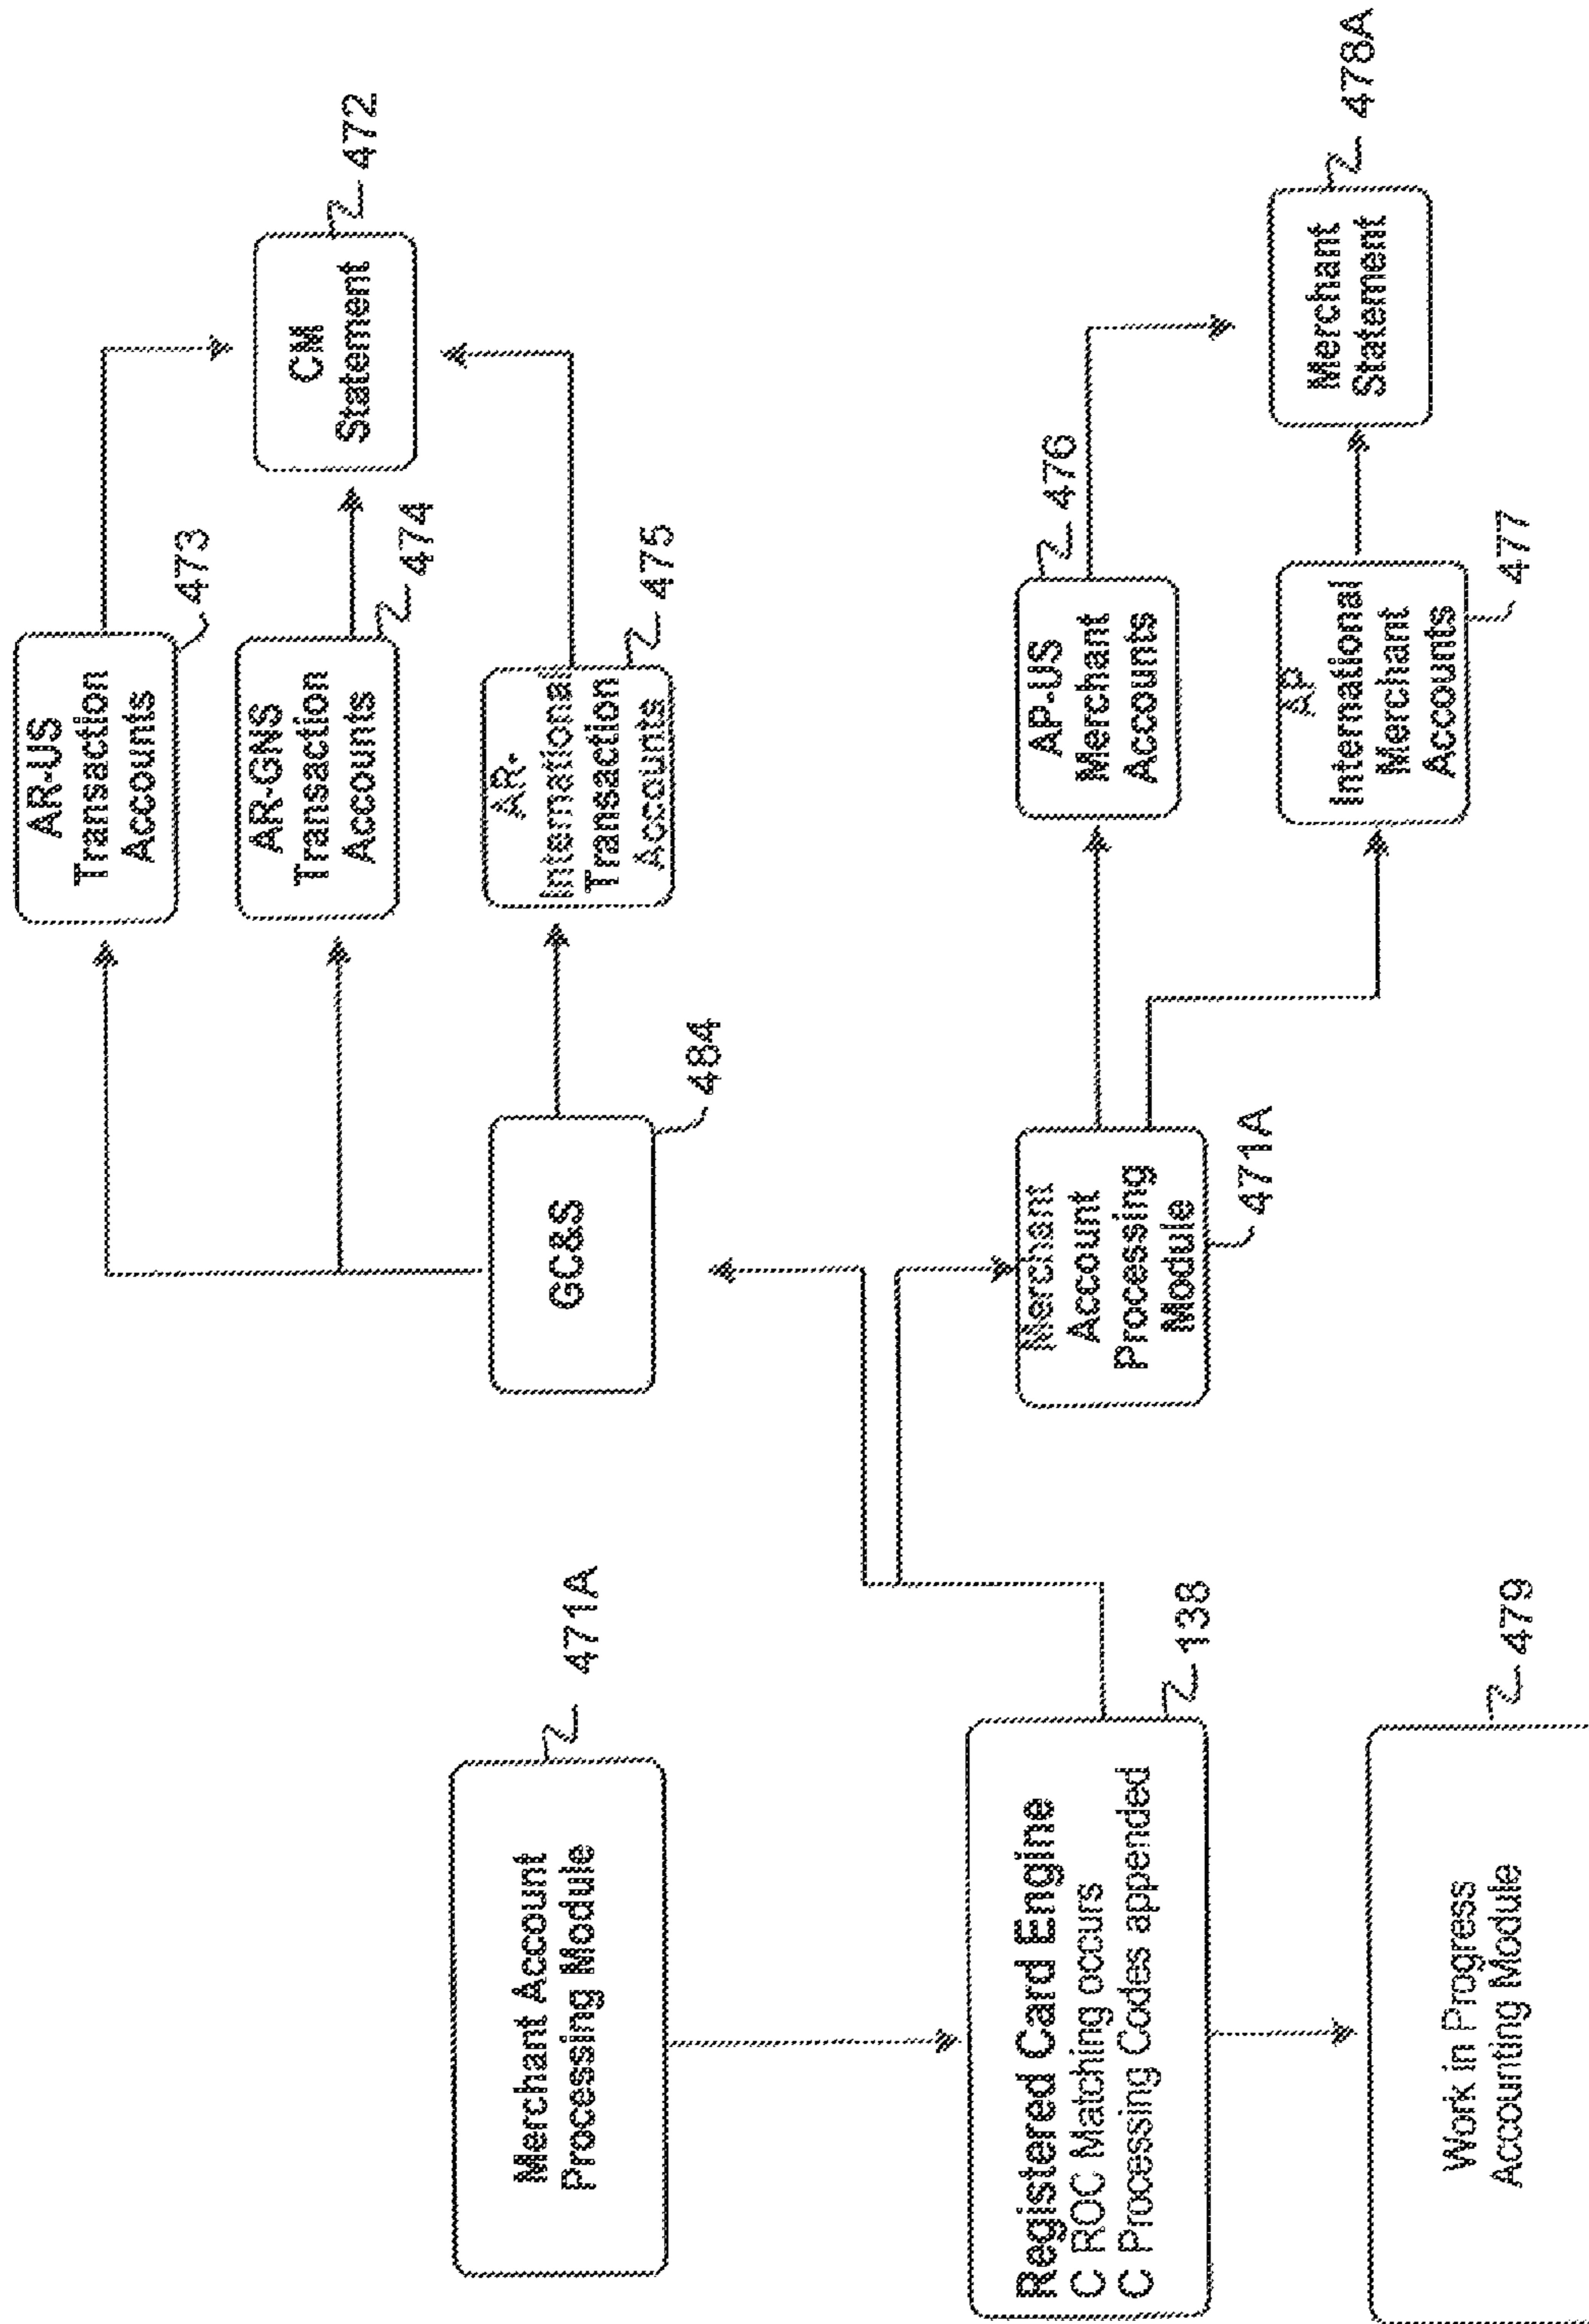 Merchant Account
Processing Module
471A
Registered Card Engine
C ROC Matching occurs
C Processing Codes appended
138
Work in Progress
Accounting Module
479
GC&S
484
Merchant
Account
Processing
Module
471A
AR-US
Transaction
Accounts
473
AR-GNS
Transaction
Accounts
474
AR-
International
Transaction
Accounts
475
CM
Statement
472
AP-US
Merchant
Accounts
476
AP
International
Merchant
Accounts
477
Merchant
Statement
478A